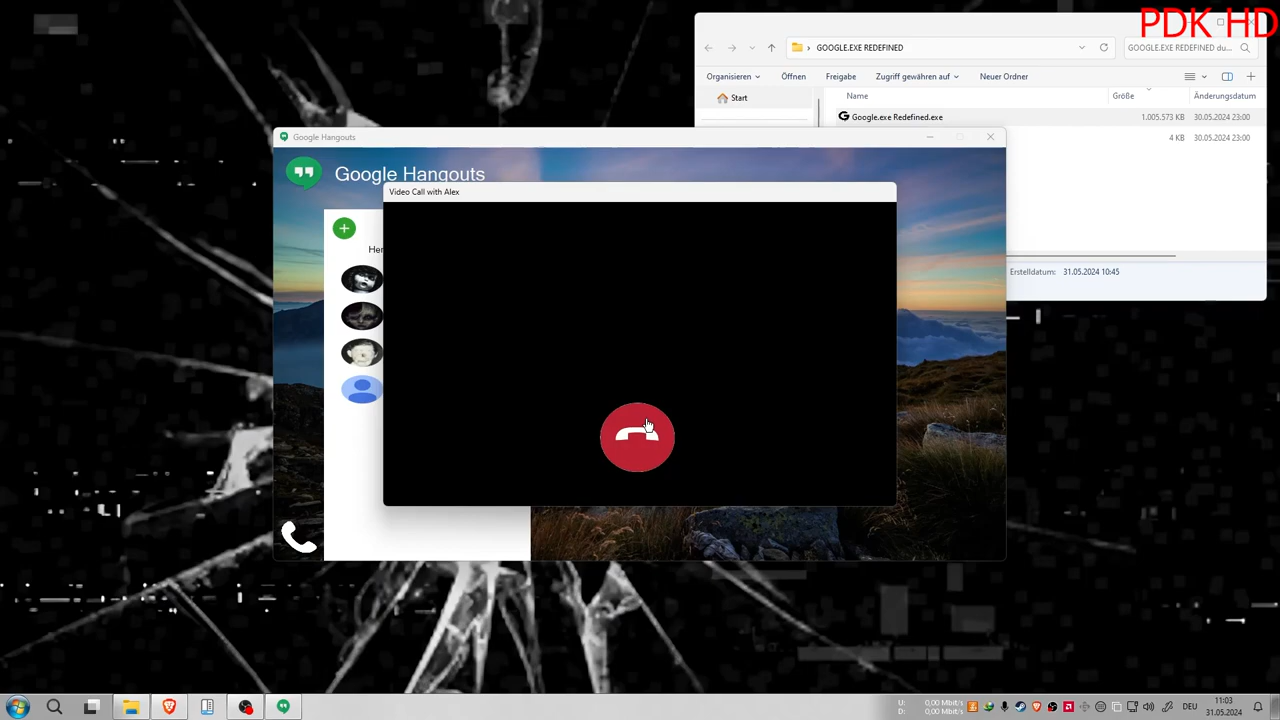 PDK HD
GOOGLE.EXE REDEFINED
GOOGLE.EXE REDEFINED du...
Organisieren
Öffnen
Freigabe
Zugriff gewähren auf
Neuer Ordner
Start
Name
Größe
Änderungsdatum
Google.exe Redefined.exe
1.005.573 KB
30.05.2024 23:00
4 KB
30.05.2024 23:00
Erstelldatum: 31.05.2024 10:45
Google Hangouts
Google Hangouts
Video Call with Alex
Her
U: 0,00 Mbit/s
D: 0,00 Mbit/s
DEU
11:03
31.05.2024